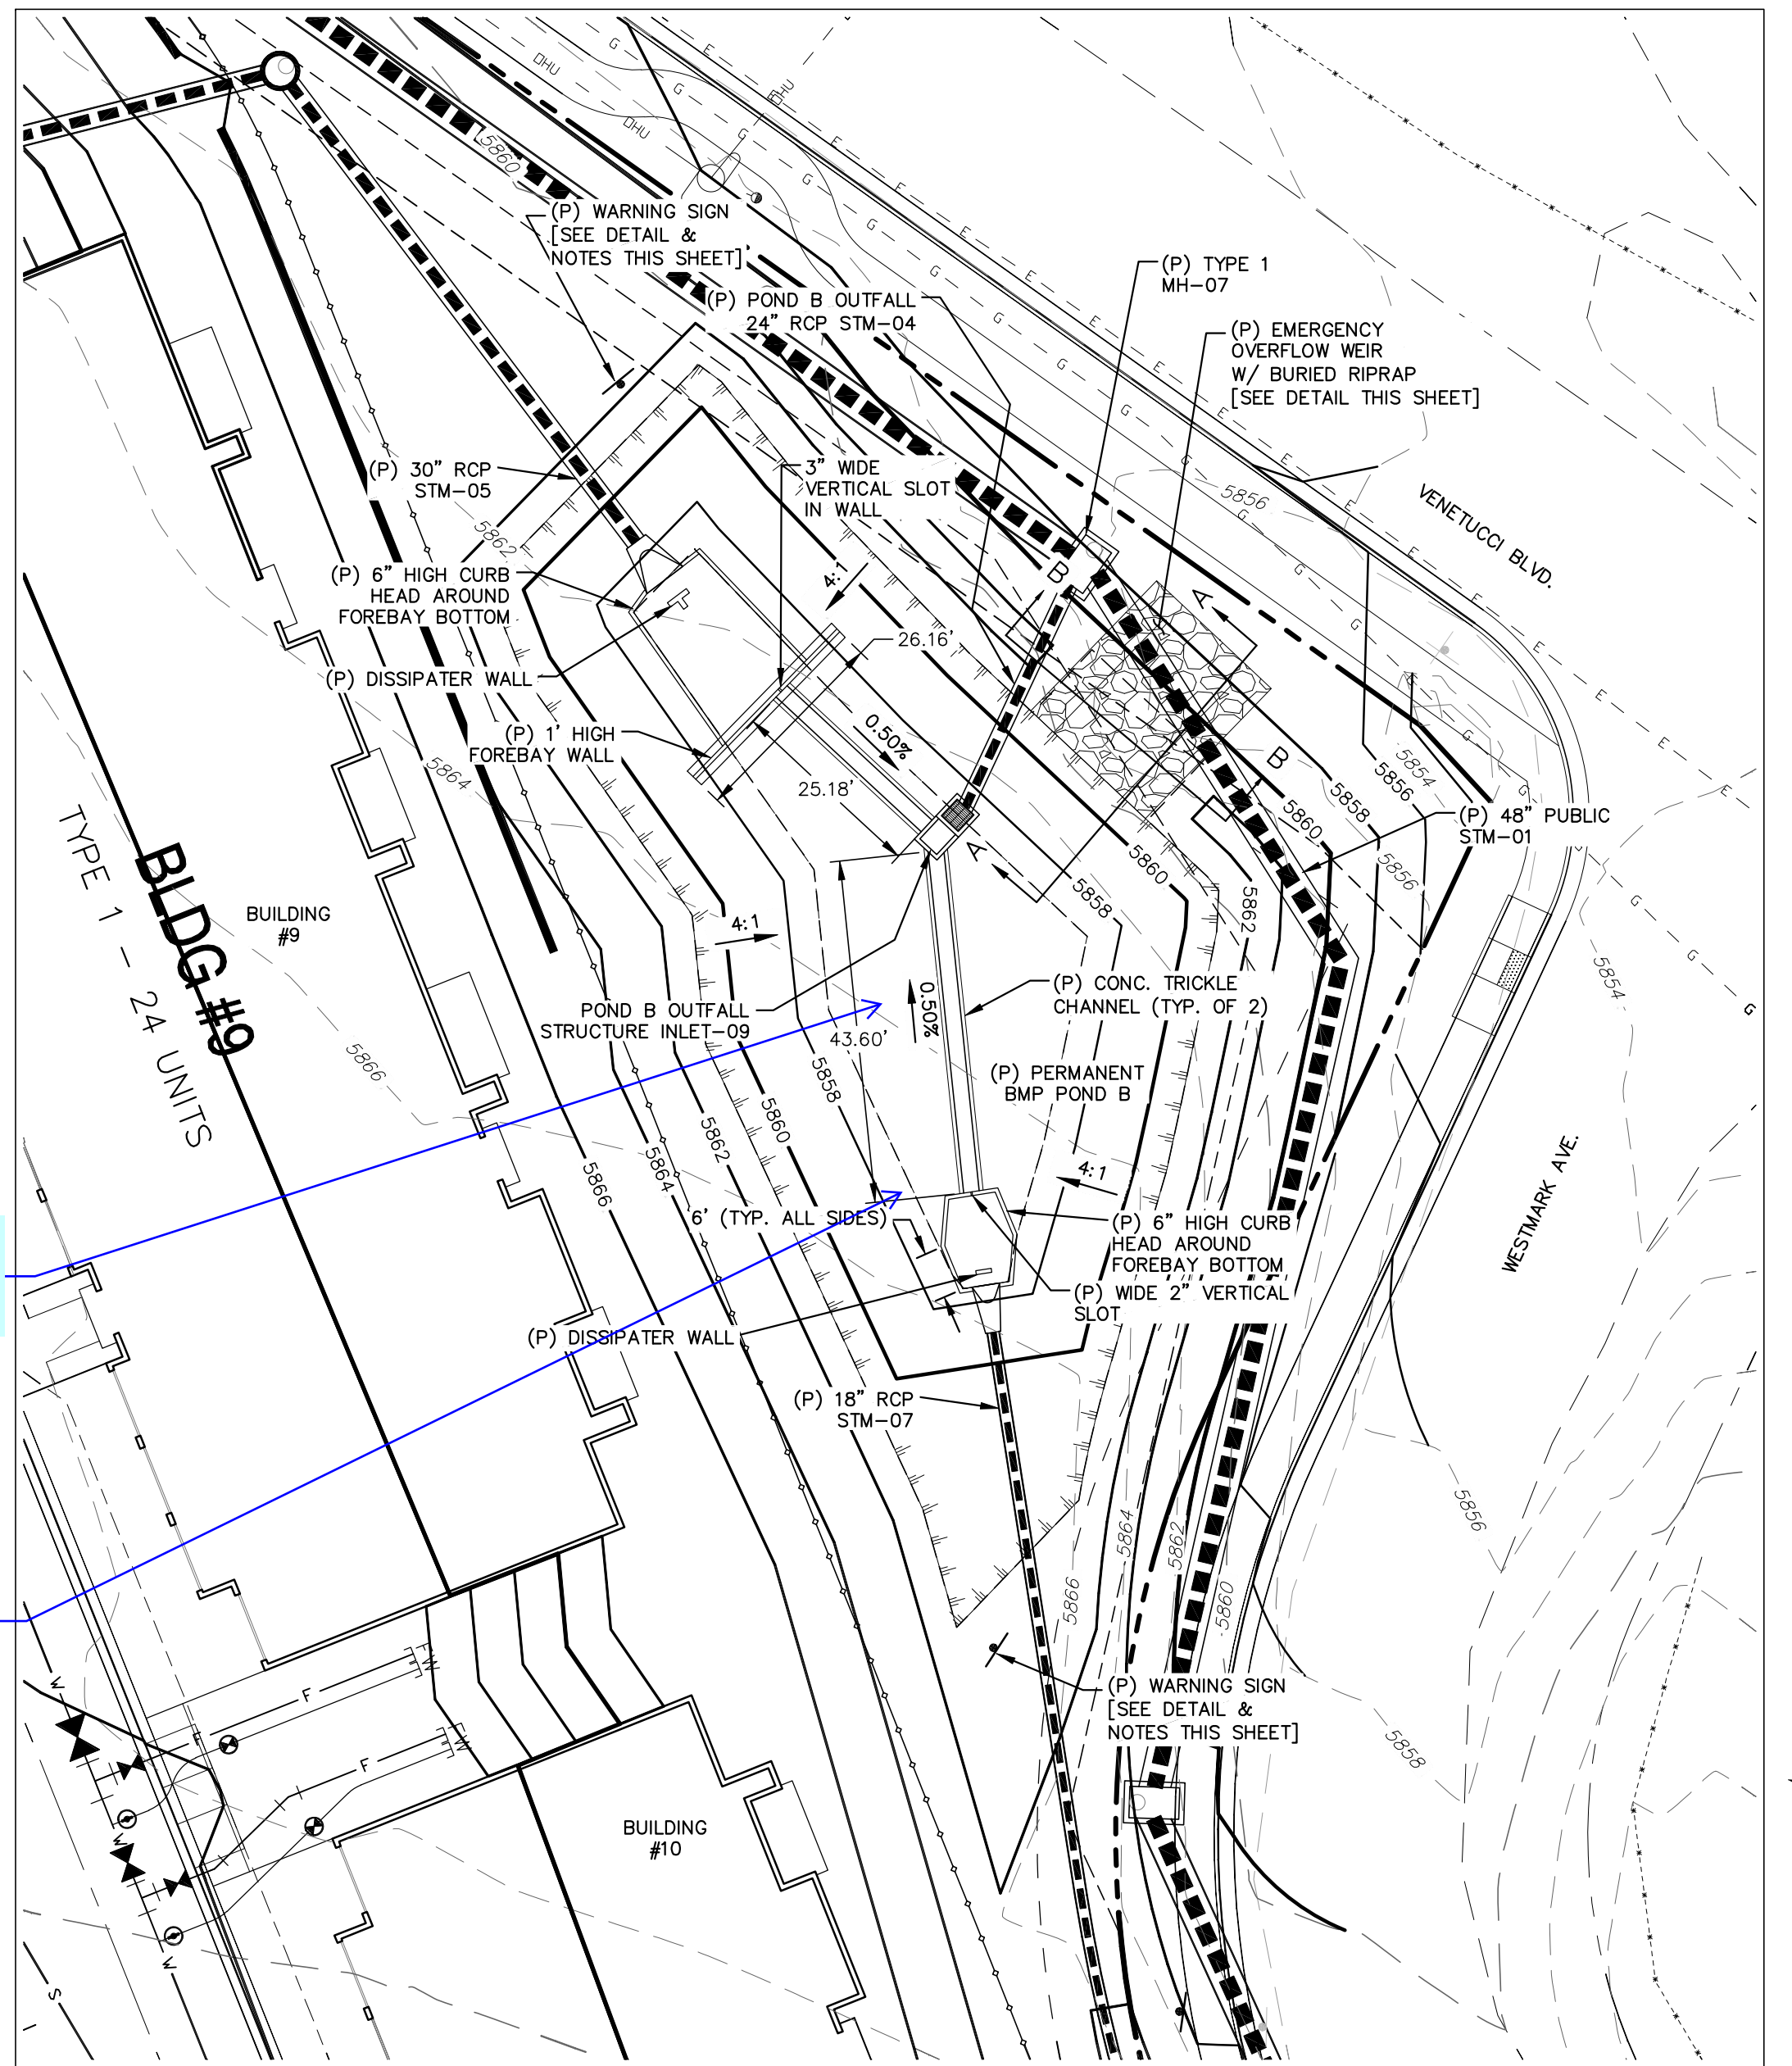 OHU
G
E
OHU
OHU
5860
(P) WARNING SIGN
[SEE DETAIL &
NOTES THIS SHEET]
(P) TYPE 1
MH-07
(P) POND B OUTFALL
24" RCP STM-04
(P) EMERGENCY
OVERFLOW WEIR
W/ BURIED RIPRAP
[SEE DETAIL THIS SHEET]
(P) 30" RCP
STM-05
3" WIDE
VERTICAL SLOT
IN WALL
5856
VENETUCCI BLVD.
5862
(P) 6" HIGH CURB
HEAD AROUND
FOREBAY BOTTOM
4:1
B
A
26.16'
(P) DISSIPATER WALL
(P) 1' HIGH
FOREBAY WALL
0.50%
25.18'
B
5864
5854
5856
5858
5860
(P) 48" PUBLIC
STM-01
A
5860
5856
5858
5862
TYPE 1 - 24 UNITS
BLDG #9
BUILDING
#9
4:1
5854
(P) CONC. TRICKLE
CHANNEL (TYP. OF 2)
POND B OUTFALL
STRUCTURE INLET-09
0.50%
43.60'
5866
5858
(P) PERMANENT
BMP POND B
5860
5862
5864
5866
4:1
WESTMARK AVE.
6' (TYP. ALL SIDES)
(P) 6" HIGH CURB
HEAD AROUND
FOREBAY BOTTOM
(P) WIDE 2" VERTICAL
SLOT
(P) DISSIPATER WALL
(P) 18" RCP
STM-07
5856
5864
5862
5860
5866
(P) WARNING SIGN
[SEE DETAIL &
NOTES THIS SHEET]
5858
W
F
F
F
BUILDING
#10
W
W
S